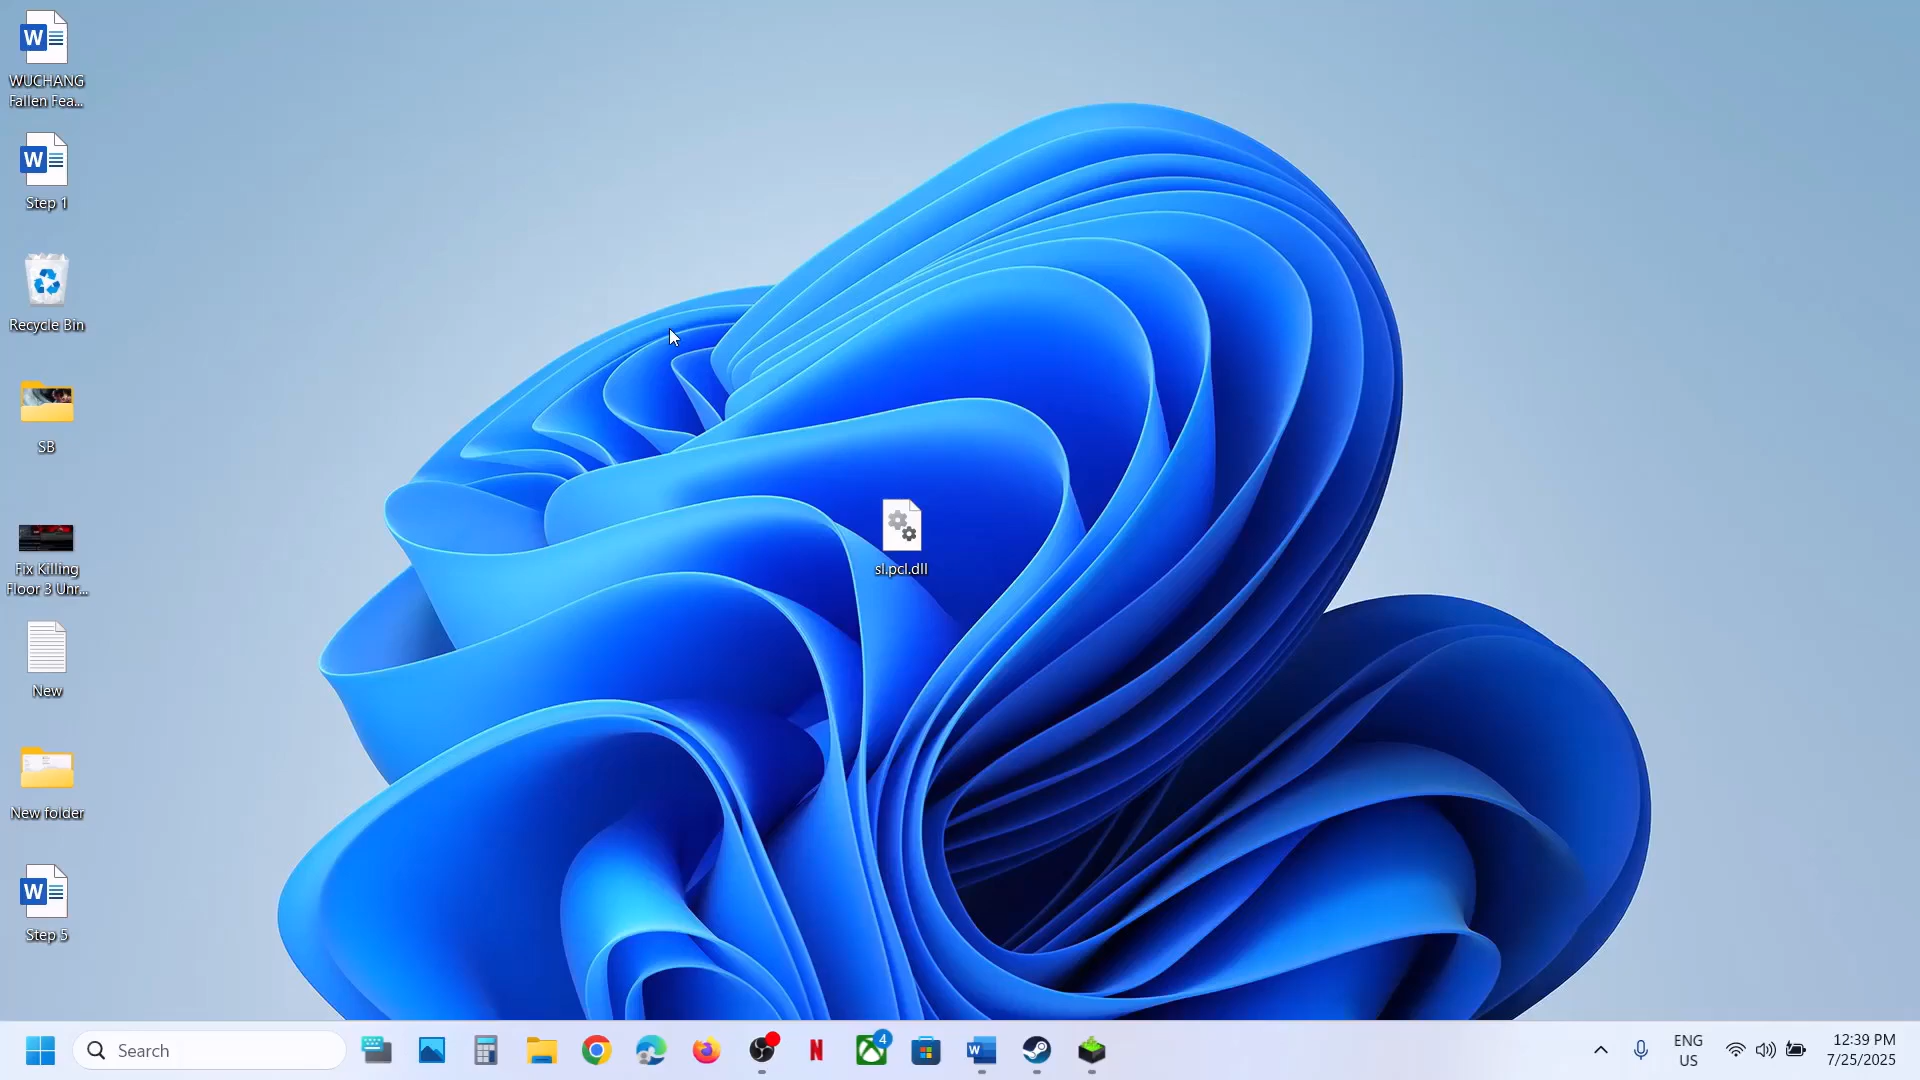 WUCHANG
Fallen Fea...
Step 1
Recycle Bin
SB
Fix Killing
Floor 3 Unr...
New
New folder
Step 5
sl.pcl.dll
Search
4
ENG
US
12:39 PM
7/25/2025